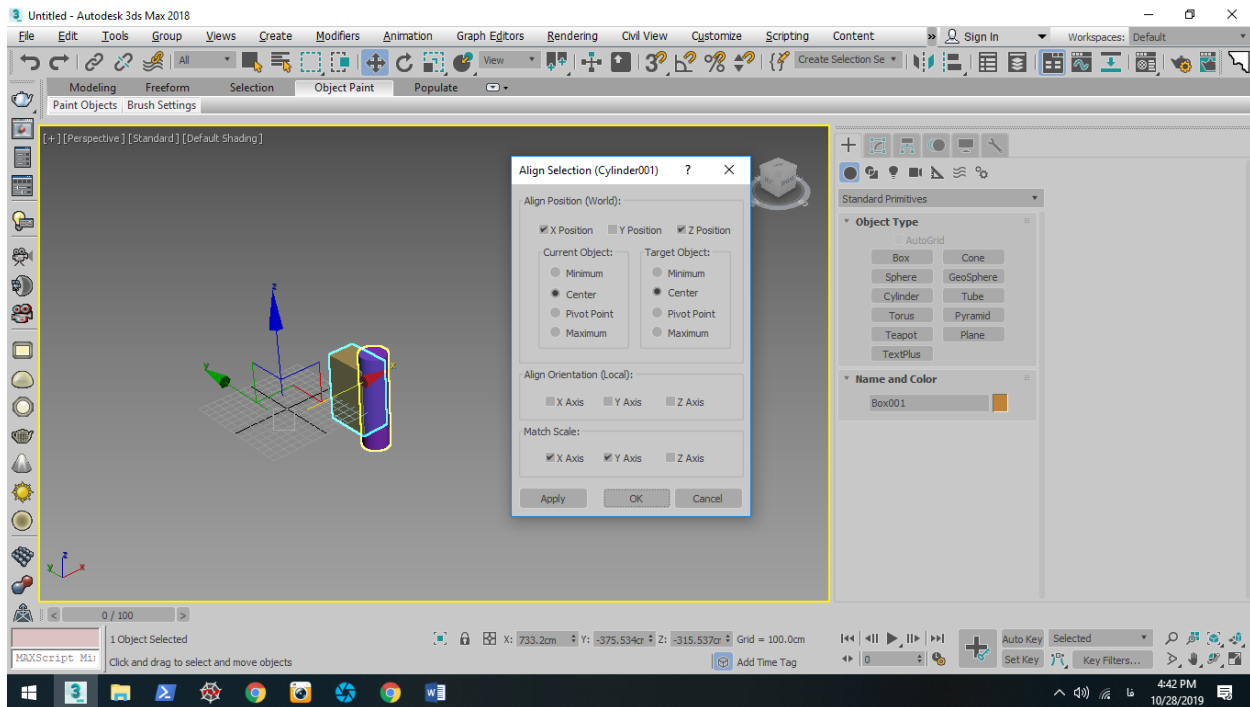 Untitled - Autodesk 3ds Max 2018
File Edit Tools Group Views Create Modifiers Animation Graph Editors Rendering Civil View Customize Scripting Content » Sign In Workspaces: Default
All View Create Selection Se
Modeling Freeform Selection Object Paint Populate
Paint Objects Brush Settings
[+] [Perspective] [Standard] [Default Shading]
Align Selection (Cylinder001) ?
Align Position (World):
X Position Y Position Z Position
Current Object: Target Object:
Minimum Minimum
Center Center
Pivot Point Pivot Point
Maximum Maximum
Align Orientation (Local):
X Axis Y Axis Z Axis
Match Scale:
X Axis Y Axis Z Axis
Apply OK Cancel
z
y x
z
y x
Standard Primitives
Object Type
AutoGrid
Box Cone
Sphere GeoSphere
Cylinder Tube
Torus Pyramid
Teapot Plane
TextPlus
Name and Color
Box001
< 0 / 100 >
1 Object Selected X: 733.2cm Y: -375.534cr Z: -315.537cr Grid = 100.0cm Auto Key Selected
MAXScript Mi Click and drag to select and move objects Add Time Tag 0 Set Key Key Filters...
فا 4:42 PM
10/28/2019